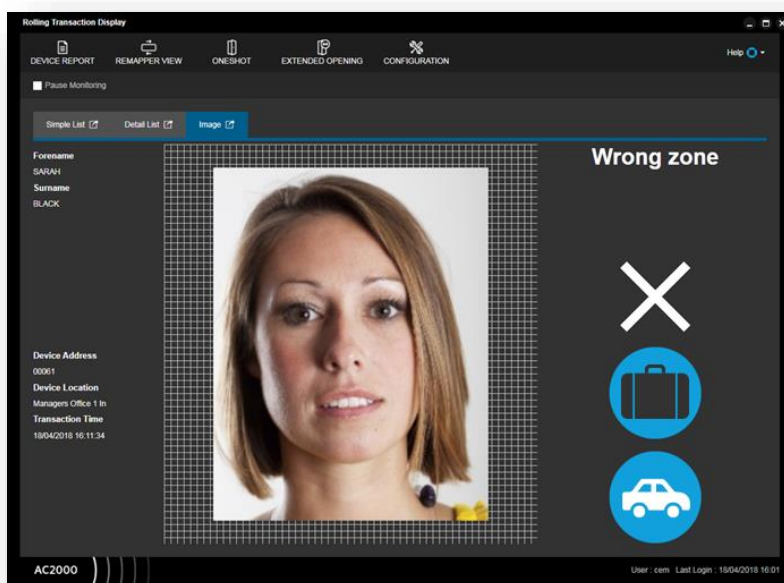 Rolling Transaction Display
DEVICE REPORT REMAPPER VIEW ONESHOT EXTENDED OPENING CONFIGURATION Help
Pause Monitoring
Simple List Detail List Image
Forename
SARAH
Surname
BLACK
Wrong zone
Device Address
00061
Device Location
Managers Office 1 In
Transaction Time
18/04/2018 16:11:34
AC2000 User : cem Last Login : 18/04/2018 16:01